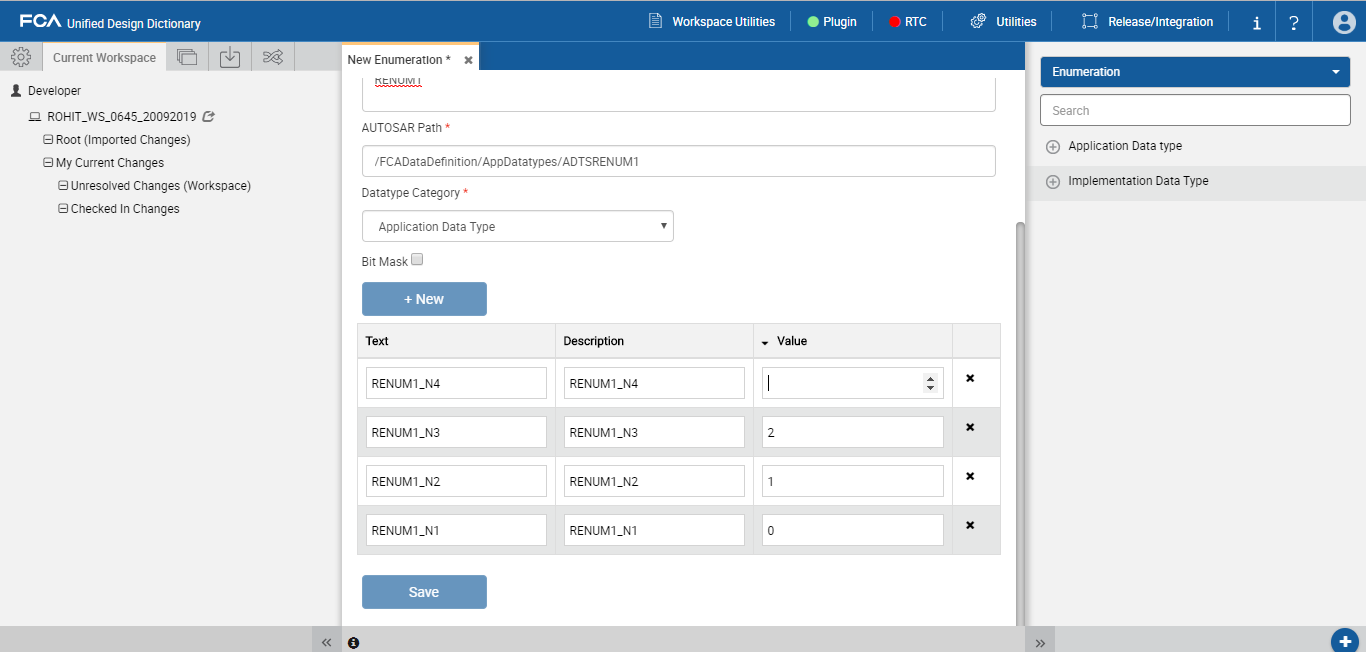 FCA Unified Design Dictionary
Workspace Utilities
Plugin
RTC
Utilities
Release/Integration
i
?
Current Workspace
Developer
ROHIT_WS_0645_20092019
Root (Imported Changes)
My Current Changes
Unresolved Changes (Workspace)
Checked In Changes
New Enumeration *
RENUM1
AUTOSAR Path *
/FCADataDefinition/AppDatatypes/ADTSRENUM1
Datatype Category *
Application Data Type
Bit Mask
+ New
Text Description Value
RENUM1_N4 RENUM1_N4
RENUM1_N3 RENUM1_N3 2
RENUM1_N2 RENUM1_N2 1
RENUM1_N1 RENUM1_N1 0
Save
Enumeration
Search
Application Data type
Implementation Data Type